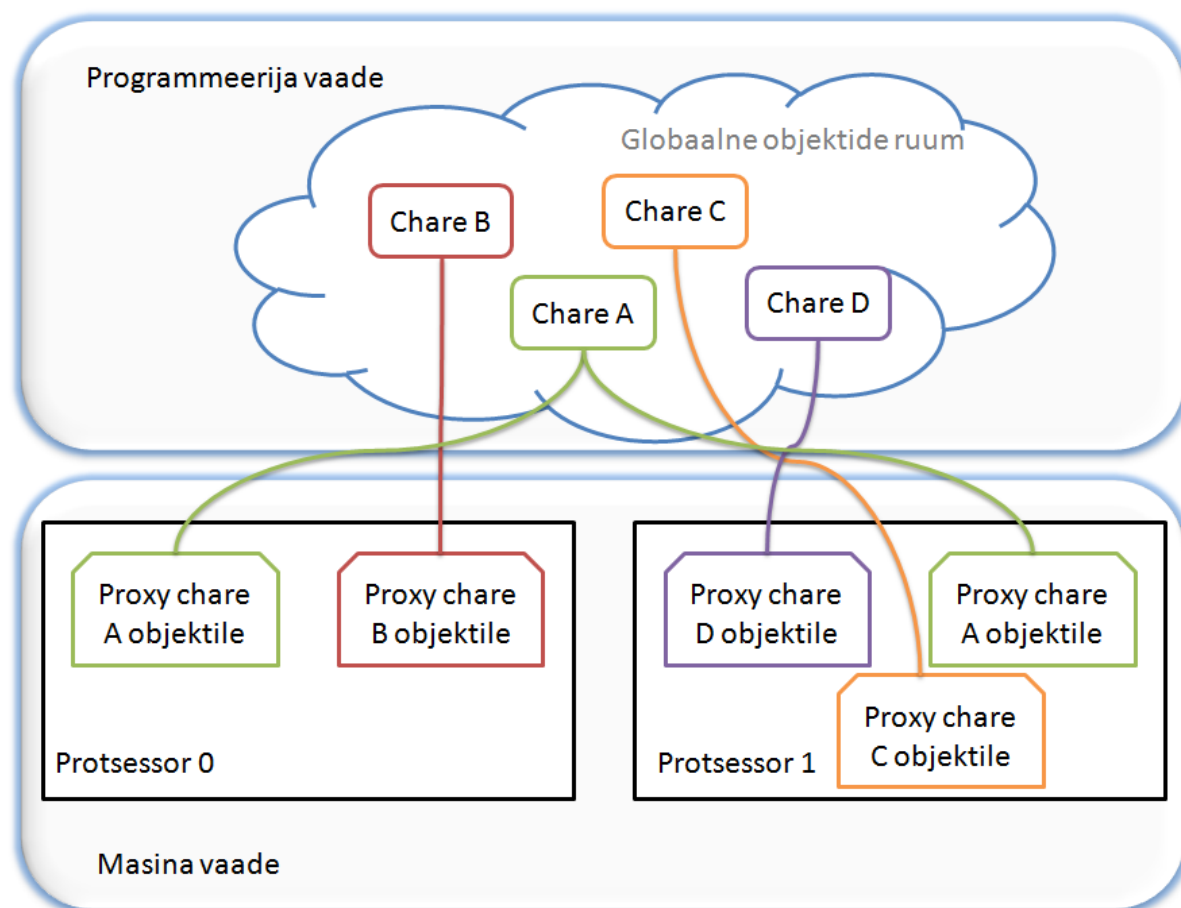 Programmeerija vaade
Globaalne objektide ruum
Chare B
Chare C
Chare A
Chare D
Proxy chare
A objektile
Proxy chare
B objektile
Protsessor 0
Proxy chare
D objektile
Proxy chare
A objektile
Proxy chare
C objektile
Protsessor 1
Masina vaade